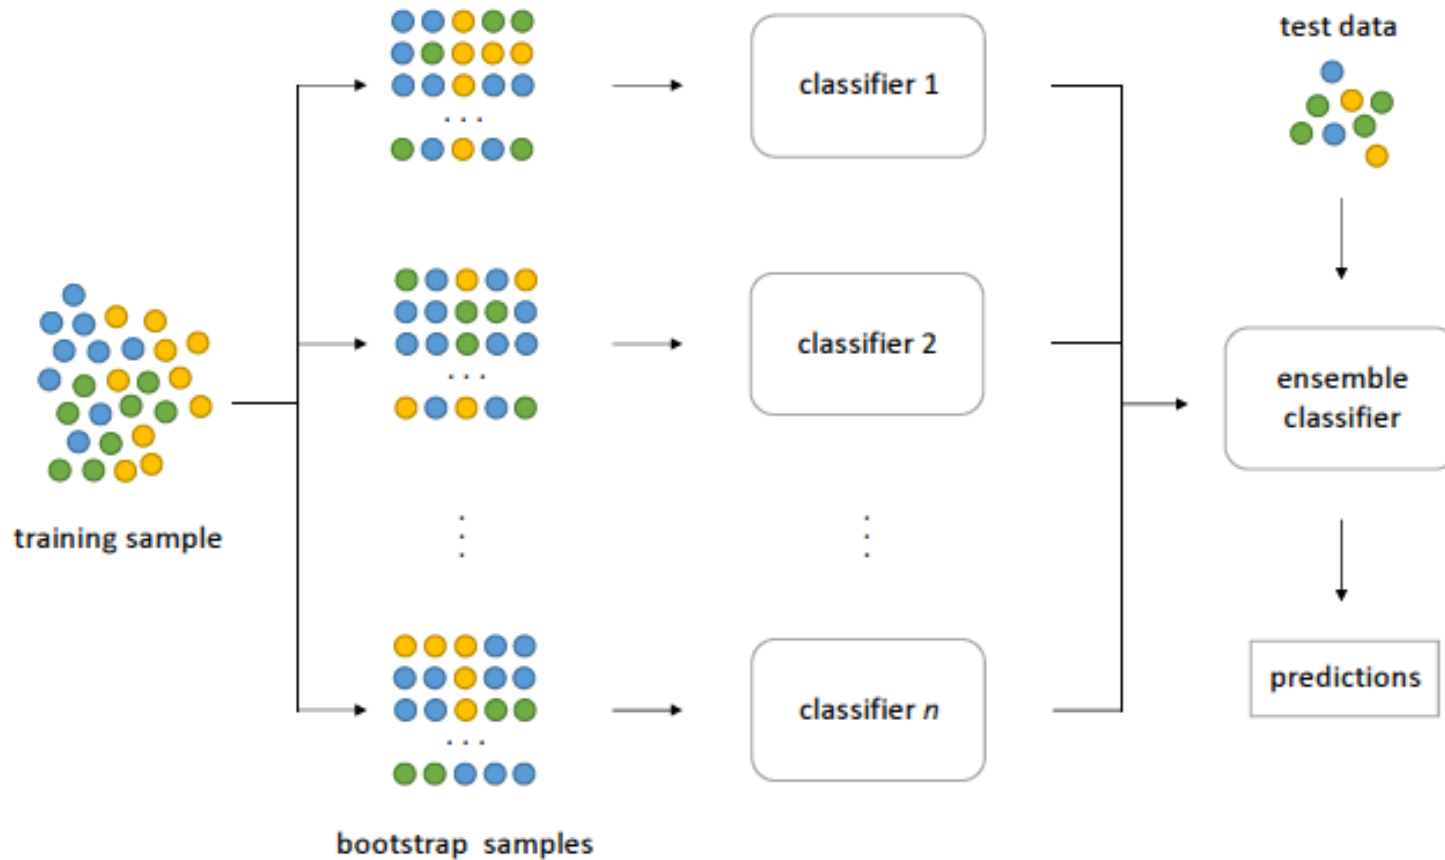 test data
classifier 1
. . .
classifier 2
. . .
ensemble
classifier
training sample
predictions
classifier n
. . .
bootstrap samples